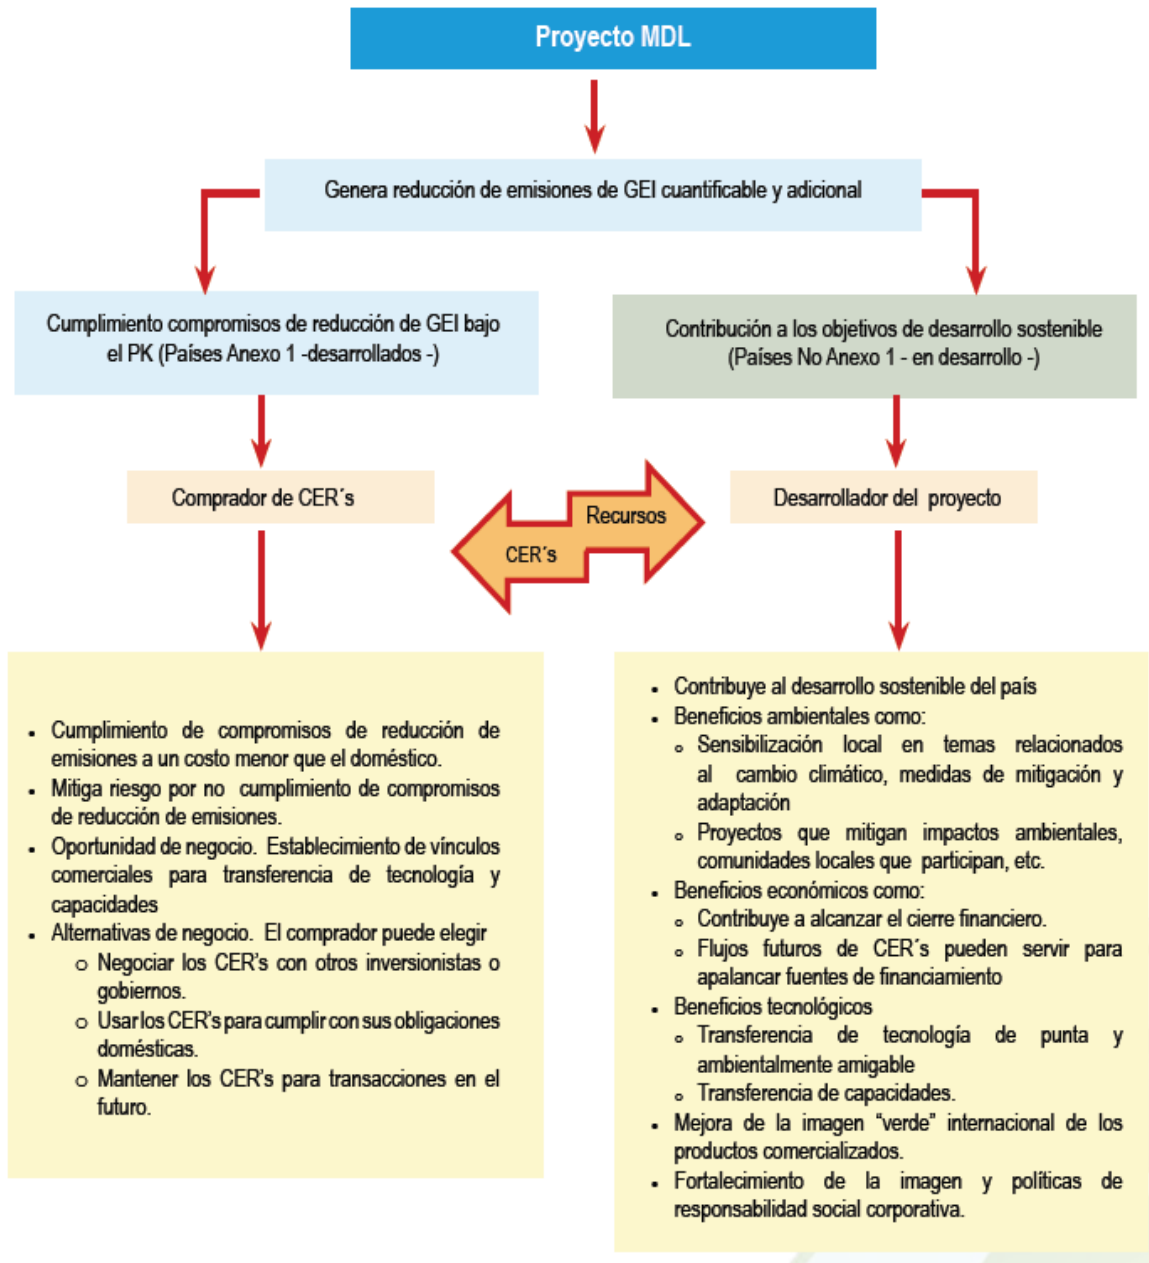 Proyecto MDL
Genera reducción de emisiones de GEI cuantificable y adicional
Cumplimiento compromisos de reducción de GEI bajo
el PK (Países Anexo 1 -desarrollados -)
Contribución a los objetivos de desarrollo sostenible
(Países No Anexo 1 - en desarrollo -)
Comprador de CER´s
Recursos
CER´s
Desarrollador del proyecto
• Cumplimiento de compromisos de reducción de
emisiones a un costo menor que el doméstico.
• Mitiga riesgo por no cumplimiento de compromisos
de reducción de emisiones.
• Oportunidad de negocio. Establecimiento de vínculos
comerciales para transferencia de tecnología y
capacidades
• Alternativas de negocio. El comprador puede elegir
o Negociar los CER's con otros inversionistas o
gobiernos.
o Usar los CER's para cumplir con sus obligaciones
domésticas.
o Mantener los CER's para transacciones en el
futuro.
• Contribuye al desarrollo sostenible del país
• Beneficios ambientales como:
o Sensibilización local en temas relacionados
al cambio climático, medidas de mitigación y
adaptación
o Proyectos que mitigan impactos ambientales,
comunidades locales que participan, etc.
• Beneficios económicos como:
o Contribuye a alcanzar el cierre financiero.
o Flujos futuros de CER´s pueden servir para
apalancar fuentes de financiamiento
• Beneficios tecnológicos
o Transferencia de tecnología de punta y
ambientalmente amigable
o Transferencia de capacidades.
• Mejora de la imagen “verde” internacional de los
productos comercializados.
• Fortalecimiento de la imagen y políticas de
responsabilidad social corporativa.